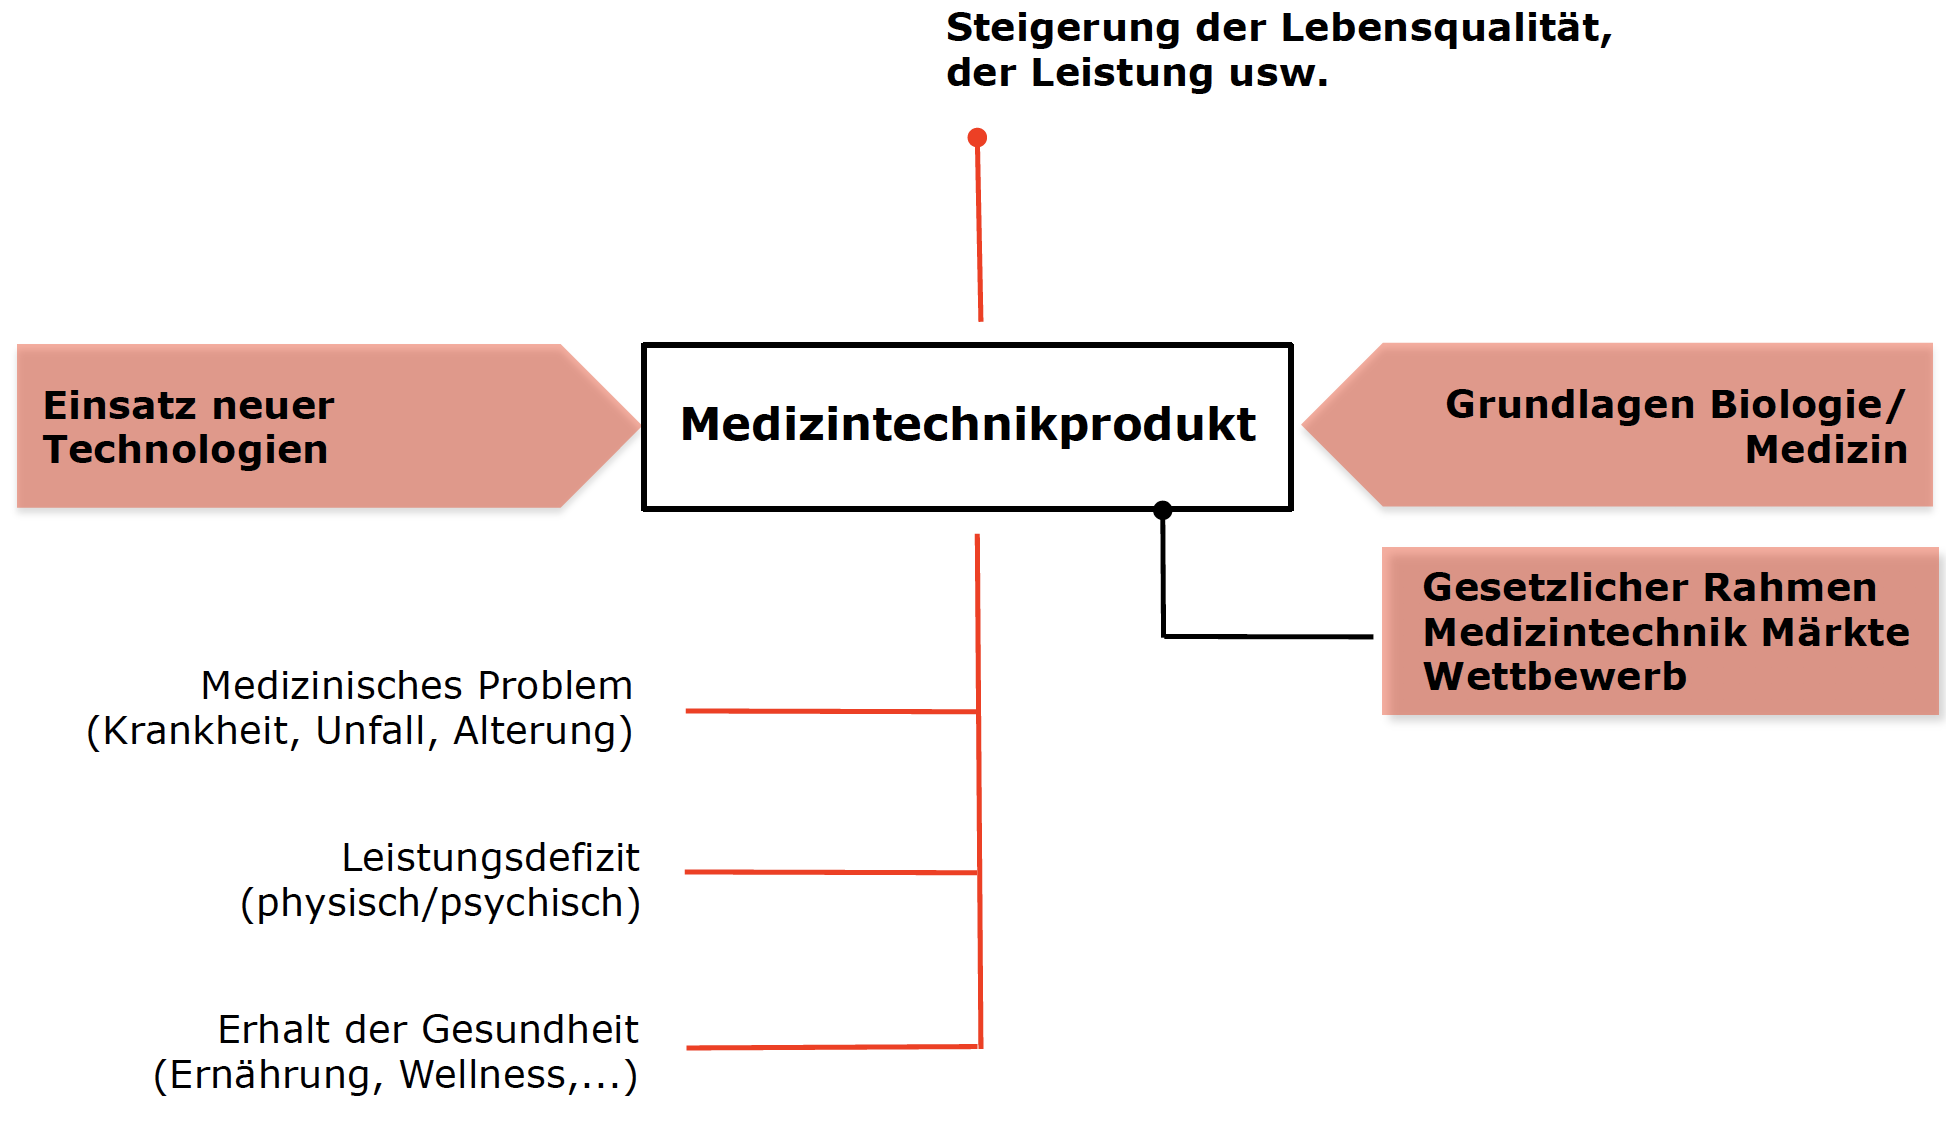 Steigerung der Lebensqualität,
der Leistung usw.
Einsatz neuer
Technologien
Medizintechnikprodukt
Grundlagen Biologie/
Medizin
Gesetzlicher Rahmen
Medizintechnik Märkte
Wettbewerb
Medizinisches Problem
(Krankheit, Unfall, Alterung)
Leistungsdefizit
(physisch/psychisch)
Erhalt der Gesundheit
(Ernährung, Wellness,...)